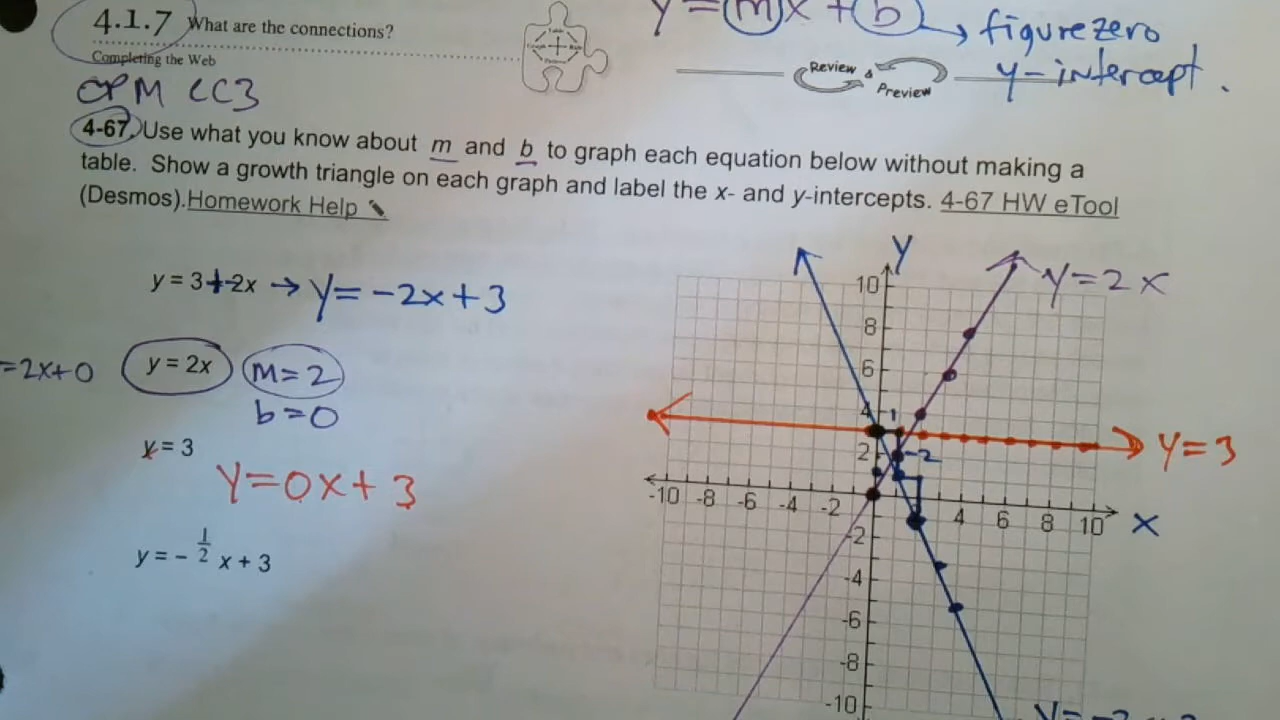 4.1.7 What are the connections?
Completing the Web
CPM CC3
y = mx + b → figure zero
y-intercept.
Review & Preview
4-67. Use what you know about m and b to graph each equation below without making a
table. Show a growth triangle on each graph and label the x- and y-intercepts. 4-67 HW eTool
(Desmos). Homework Help ✎
y = 3 + -2x → y = -2x + 3
=2x+0 y = 2x m=2
b=0
y = 3
y=0x+3
y = - 1/2 x + 3
y
x
y=2x
y=3
1
-2
10
8
6
4
2
-10 -8 -6 -4 -2 4 6 8 10
-2
-4
-6
-8
-10